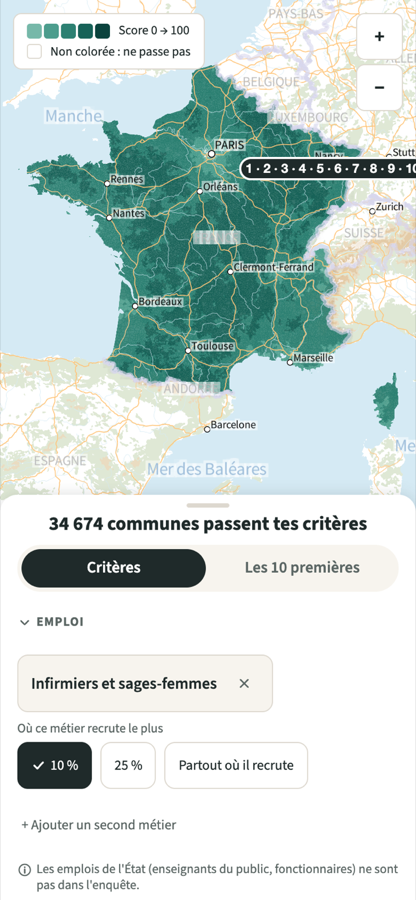 Score 0 → 100
Non colorée : ne passe pas
+
−
PAYS-BAS
BELGIQUE
LUXEMBOURG
Manche
PARIS
Nancy
Stutt
1 · 2 · 3 · 4 · 5 · 6 · 7 · 8 · 9 · 10
Rennes
Orléans
Nantes
Zurich
SUISSE
Clermont-Ferrand
Bordeaux
Toulouse
Marseille
ANDORRE
Barcelone
ESPAGNE
Mer des Baléares
Me
34 674 communes passent tes critères
Critères
Les 10 premières
EMPLOI
Infirmiers et sages-femmes ×
Où ce métier recrute le plus
✓ 10 %
25 %
Partout où il recrute
+ Ajouter un second métier
Les emplois de l'État (enseignants du public, fonctionnaires) ne sont
pas dans l'enquête.